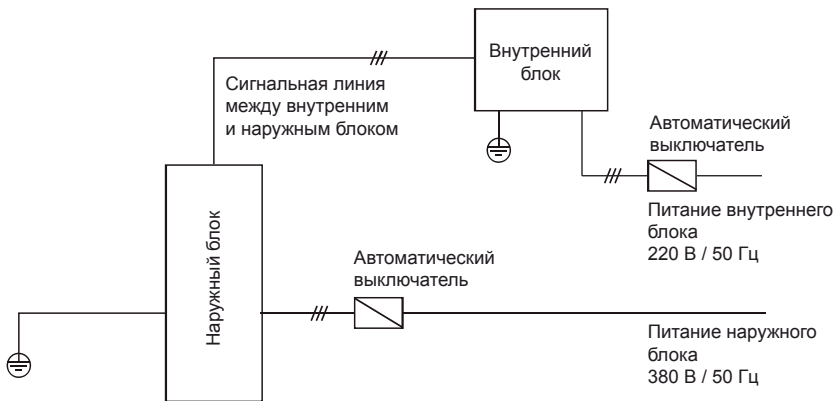 Внутренний
блок
Сигнальная линия
между внутренним
и наружным блоком
Автоматический
выключатель
Питание внутреннего
блока
220 В / 50 Гц
Наружный блок
Автоматический
выключатель
Питание наружного
блока
380 В / 50 Гц